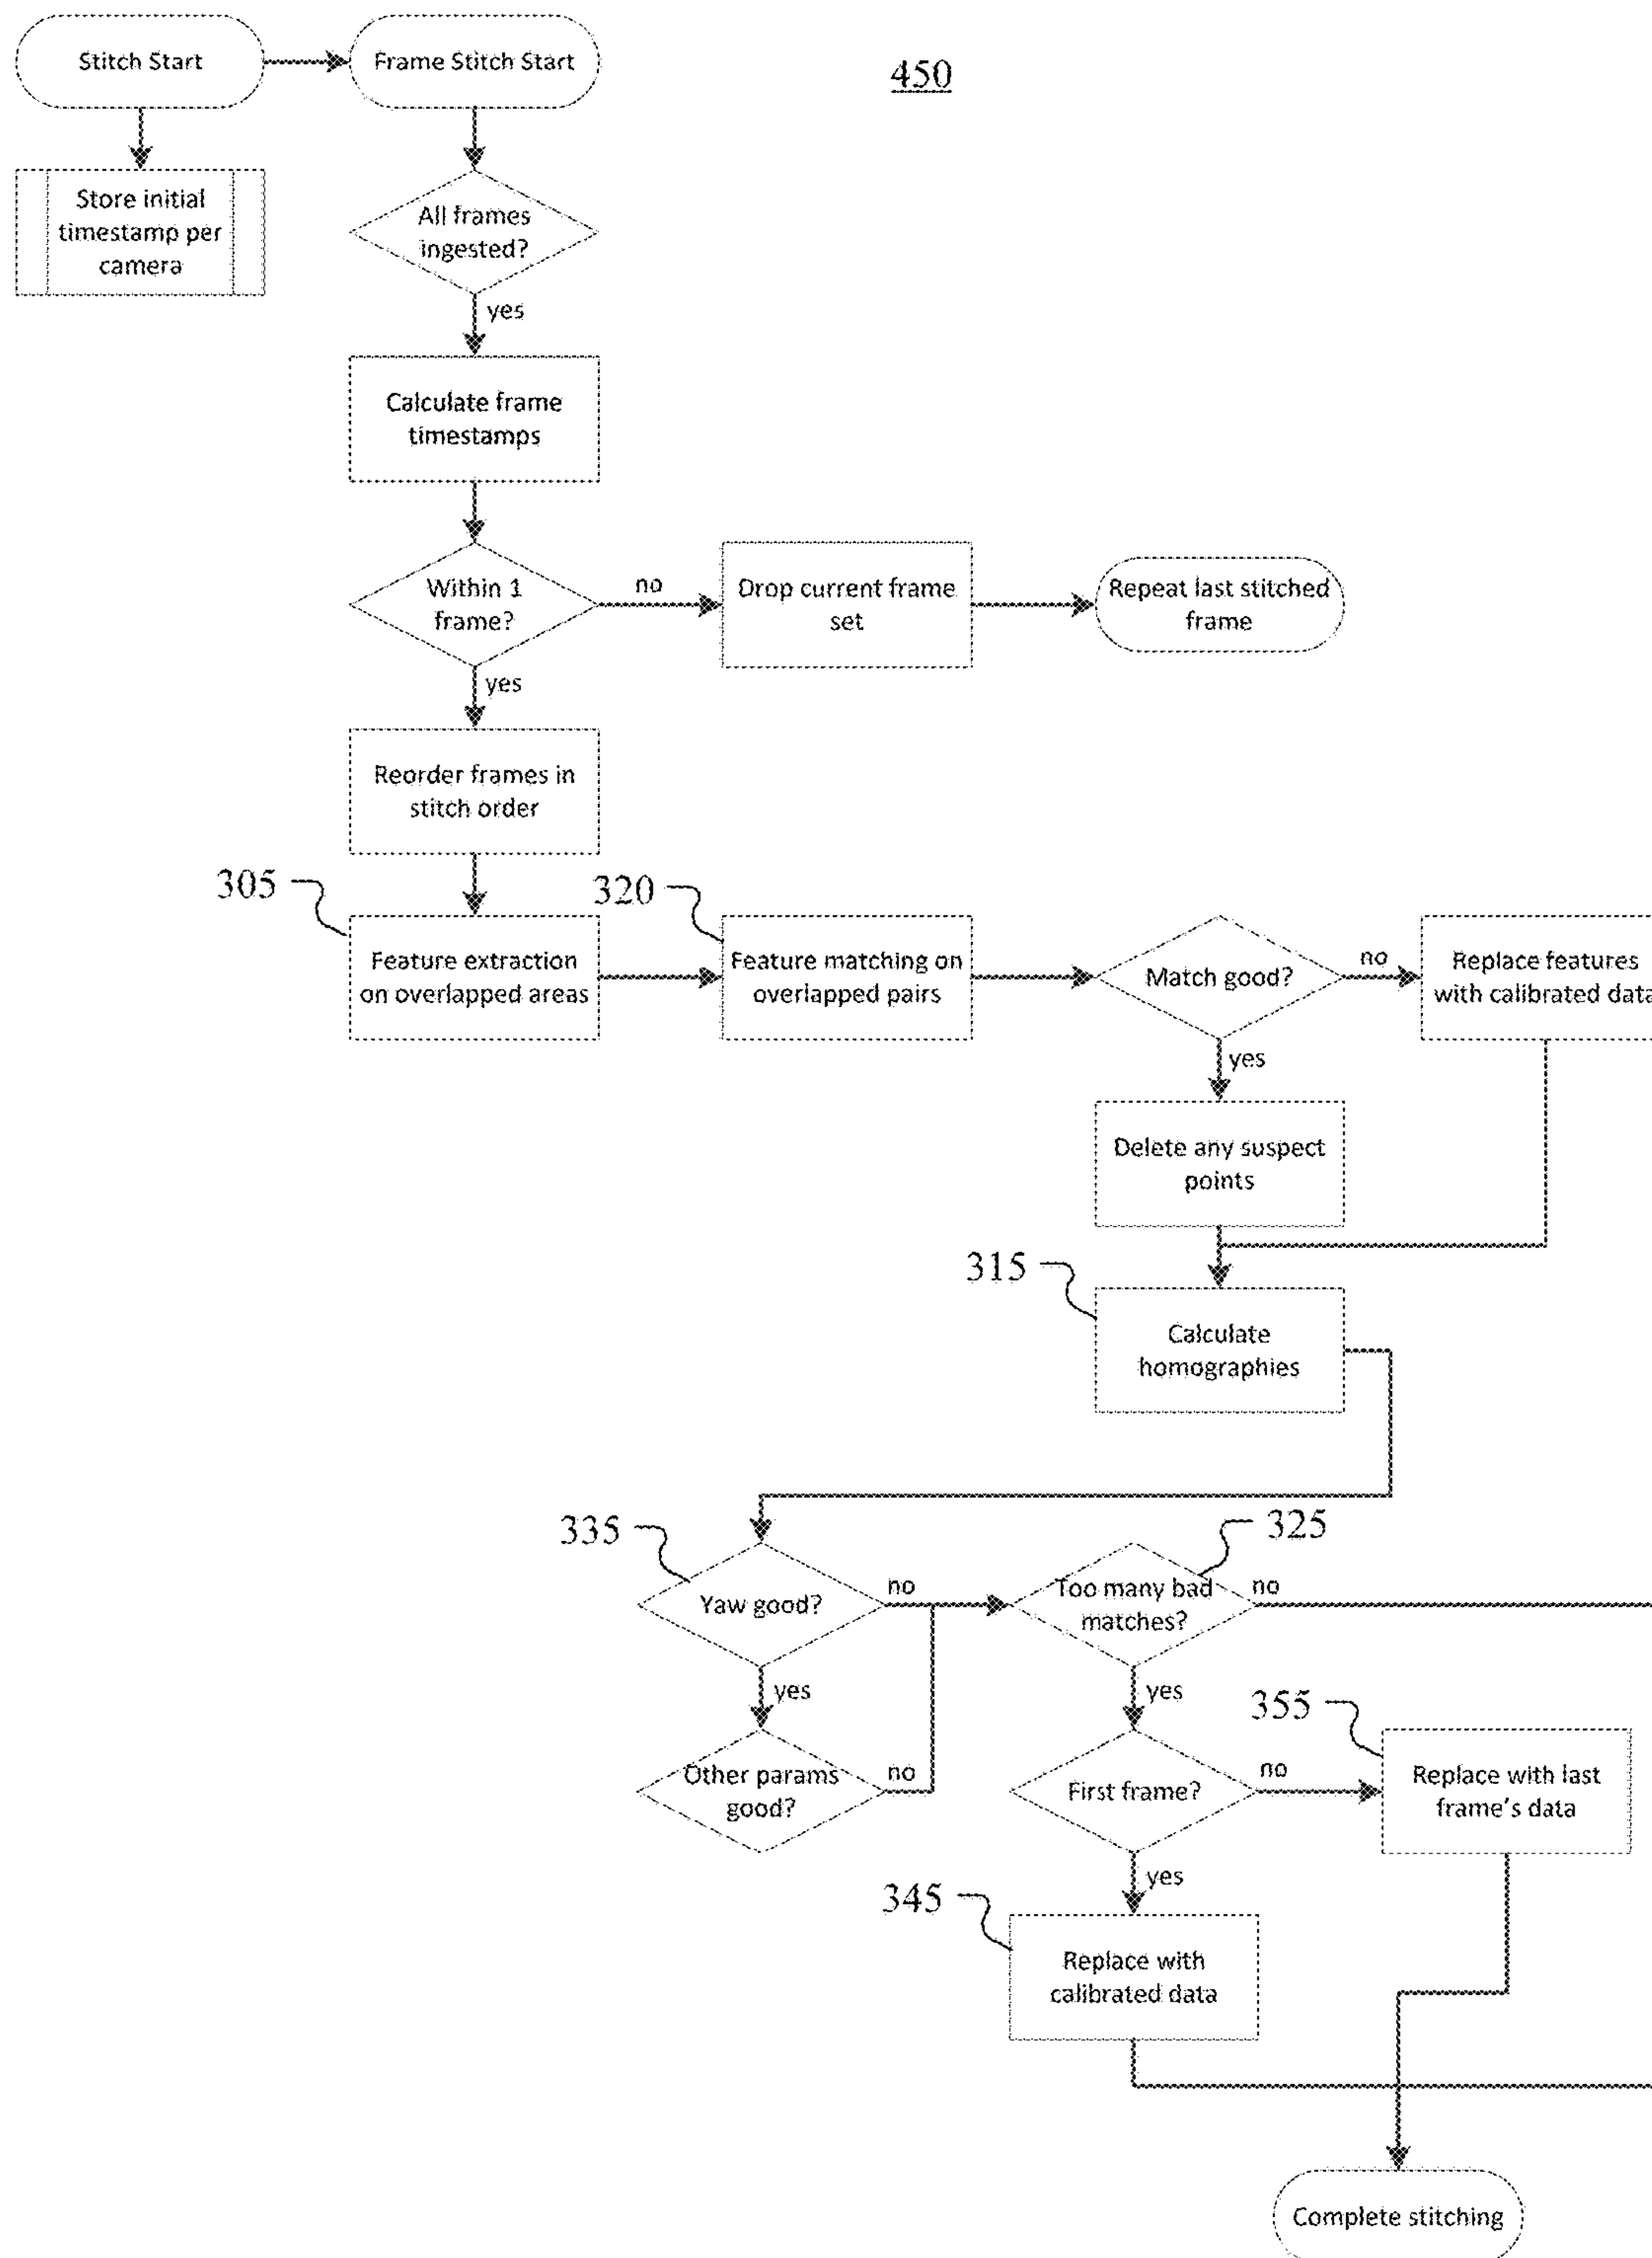 Stitch Start
Frame Stitch Start
450
Store initial
timestamp per
camera
All frames
ingested?
yes
Calculate frame
timestamps
Within 1
frame?
no
Drop current frame
set
Repeat last stitched
frame
yes
Reorder frames in
stitch order
305
320
Feature extraction
on overlapped areas
Feature matching on
overlapped pairs
Match good?
no
Replace features
with calibrated data
yes
Delete any suspect
points
315
Calculate
homographies
335
325
Yaw good?
no
Too many bad
matches?
no
yes
yes
355
Other params
good?
no
First frame?
no
Replace with last
frame's data
yes
345
Replace with
calibrated data
Complete stitching